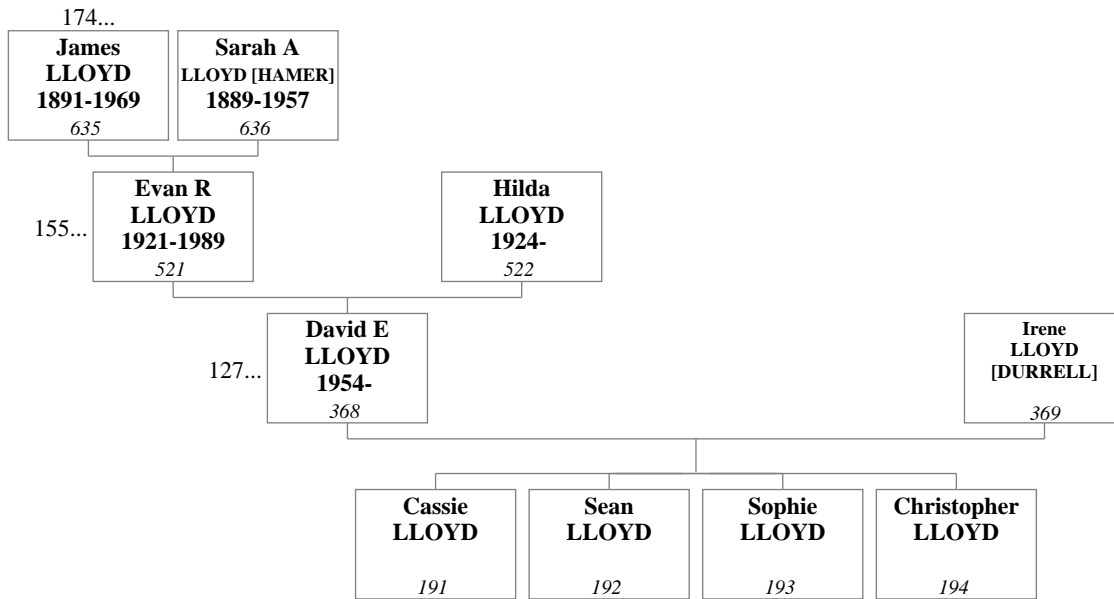 174...
James
LLOYD
1891-1969
635
Sarah A
LLOYD [HAMER]
1889-1957
636
155...
Evan R
LLOYD
1921-1989
521
Hilda
LLOYD
1924-
522
127...
David E
LLOYD
1954-
368
Irene
LLOYD
[DURRELL]
369
Cassie
LLOYD
191
Sean
LLOYD
192
Sophie
LLOYD
193
Christopher
LLOYD
194